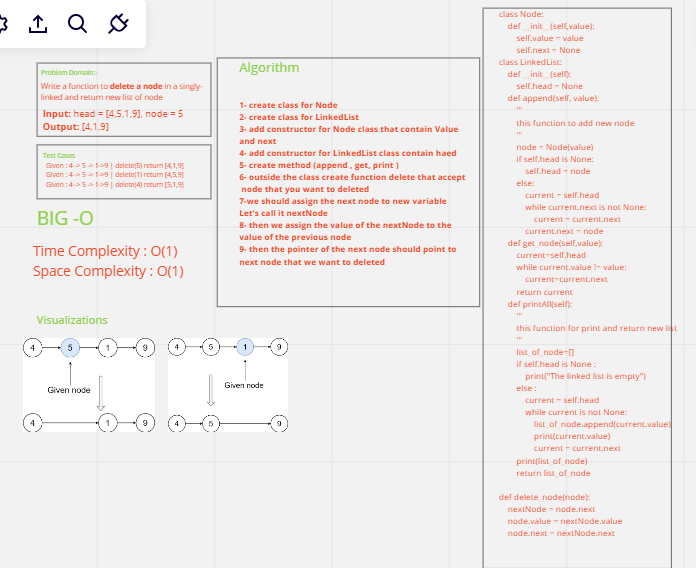 Problem Domain:-
Write a function to delete a node in a singly-
linked and return new list of node
Input: head = [4,5,1,9], node = 5
Output: [4,1,9]
Test Cases
Given : 4 -> 5 -> 1->9 | delete(5) return [4,1,9]
Given : 4 -> 5 -> 1->9 | delete(1) return [4,5,9]
Given : 4 -> 5 -> 1->9 | delete(4) return [5,1,9]
BIG -O
Time Complexity : O(1)
Space Complexity : O(1)
Visualizations
4 5 1 9
Given node
4 1 9
4 5 1 9
Given node
4 5 9
Algorithm
1- create class for Node
2- create class for LinkedList
3- add constructor for Node class that contain Value
and next
4- add constructor for LinkedList class contain haed
5- create method (append , get, print )
6- outside the class create function delete that accept
node that you want to deleted
7-we should assign the next node to new variable
Let's call it nextNode
8- then we assign the value of the nextNode to the
value of the previous node
9- then the pointer of the next node should point to
next node that we want to deleted
class Node:
def __init__(self,value):
self.value = value
self.next = None
class LinkedList:
def __init__(self):
self.head = None
def append(self, value):
'''
this function to add new node
'''
node = Node(value)
if self.head is None:
self.head = node
else:
current = self.head
while current.next is not None:
current = current.next
current.next = node
def get_node(self,value):
current=self.head
while current.value != value:
current=current.next
return current
def printAll(self):
'''
this function for print and return new list
'''
list_of_node=[]
if self.head is None :
print("The linked list is empty")
else :
current = self.head
while current is not None:
list_of_node.append(current.value)
print(current.value)
current = current.next
print(list_of_node)
return list_of_node
def delete_node(node):
nextNode = node.next
node.value = nextNode.value
node.next = nextNode.next